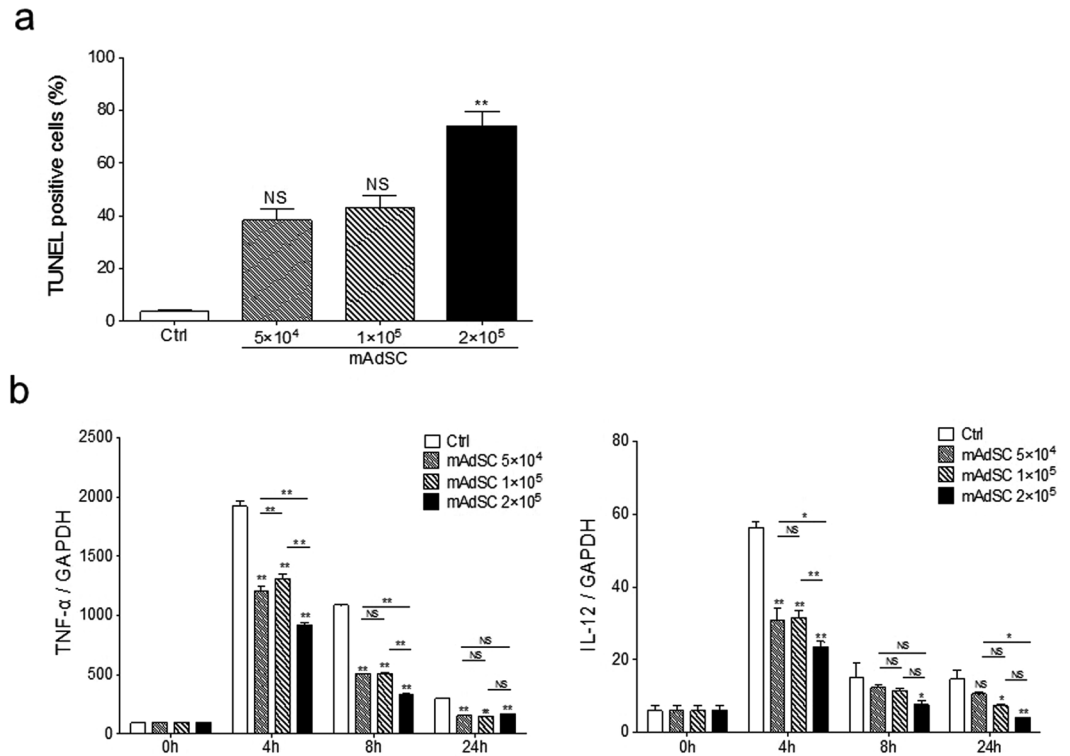 a
TUNEL positive cells (%)
100
80
60
40
20
0
NS
NS
**
Ctrl
5×10⁴
1×10⁵
2×10⁵
mAdSC
b
TNF-α / GAPDH
2500
2000
1500
1000
500
0
Ctrl
mAdSC 5×10⁴
mAdSC 1×10⁵
mAdSC 2×10⁵
**
**
**
** ** **
**
NS
**
** ** **
NS
NS
NS
** ** **
0h
4h
8h
24h
IL-12 / GAPDH
80
60
40
20
0
Ctrl
mAdSC 5×10⁴
mAdSC 1×10⁵
mAdSC 2×10⁵
*
NS
**
** ** **
NS
NS
NS
*
*
NS
NS
NS * **
0h
4h
8h
24h